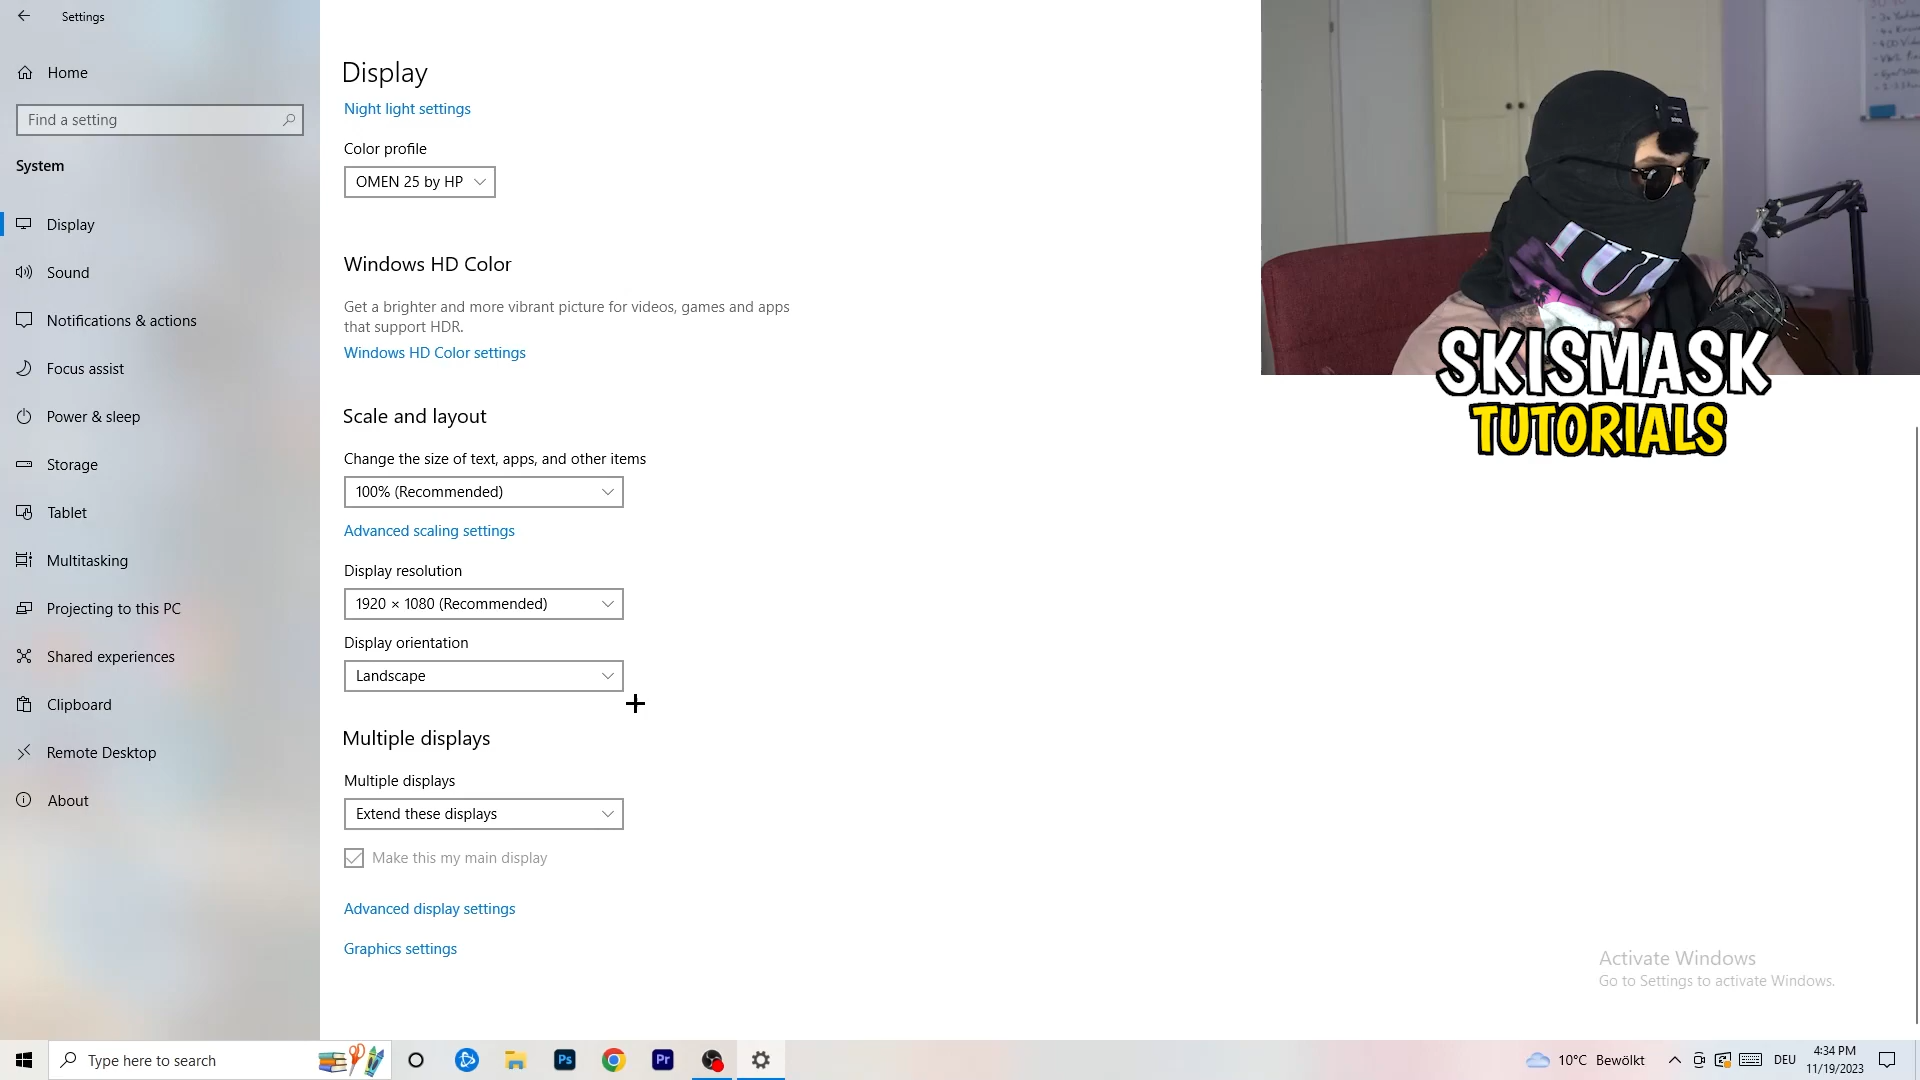 Settings
Home
Find a setting
System
Display
Sound
Notifications & actions
Focus assist
Power & sleep
Storage
Tablet
Multitasking
Projecting to this PC
Shared experiences
Clipboard
Remote Desktop
About
Display
Night light settings
Color profile
OMEN 25 by HP
Windows HD Color
Get a brighter and more vibrant picture for videos, games and apps
that support HDR.
Windows HD Color settings
Scale and layout
Change the size of text, apps, and other items
100% (Recommended)
Advanced scaling settings
Display resolution
1920 × 1080 (Recommended)
Display orientation
Landscape
Multiple displays
Multiple displays
Extend these displays
Make this my main display
Advanced display settings
Graphics settings
SKISMASK
TUTORIALS
Activate Windows
Go to Settings to activate Windows.
Type here to search
Ps
Pr
10°C Bewölkt
DEU
4:34 PM
11/19/2023